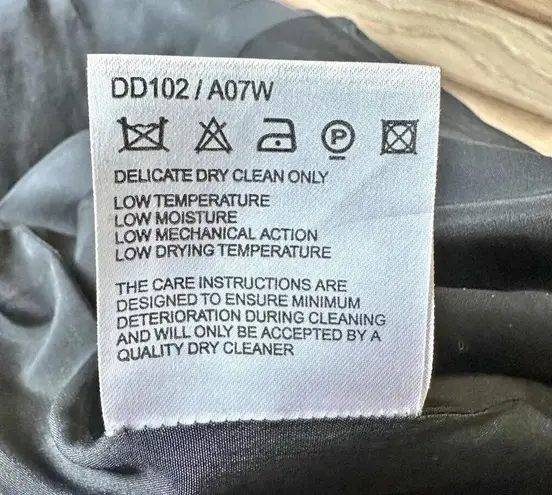 DD102 / A07W
P
DELICATE DRY CLEAN ONLY
LOW TEMPERATURE
LOW MOISTURE
LOW MECHANICAL ACTION
LOW DRYING TEMPERATURE
THE CARE INSTRUCTIONS ARE
DESIGNED TO ENSURE MINIMUM
DETERIORATION DURING CLEANING
AND WILL ONLY BE ACCEPTED BY A
QUALITY DRY CLEANER